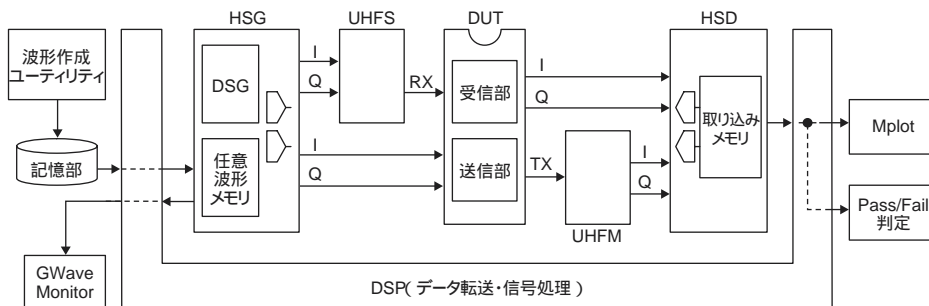 HSG
UHFS
DUT
HSD
波形作成
ユーティリティ
記憶部
GWave
Monitor
DSG
任意
波形
メモリ
I
Q
I
Q
RX
受信部
送信部
I
Q
TX
UHFM
I
Q
取り込み
メモリ
Mplot
Pass/Fail
判定
DSP(データ転送・信号処理)